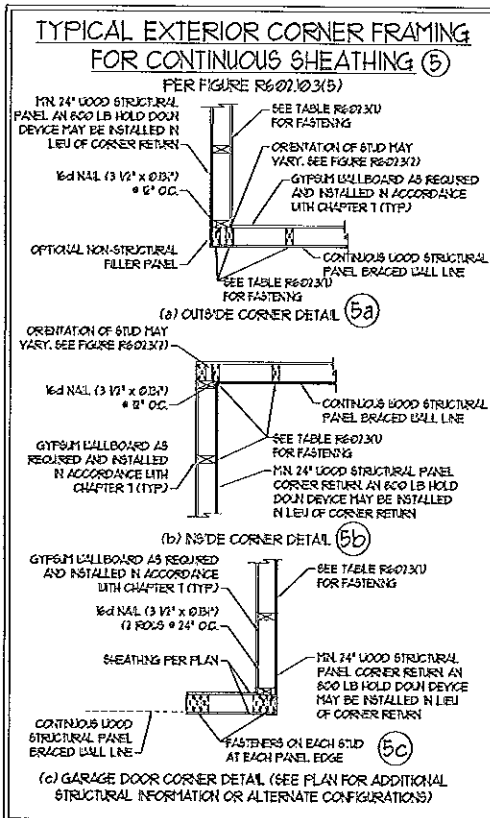 TYPICAL EXTERIOR CORNER FRAMING
FOR CONTINUOUS SHEATHING 5
PER FIGURE R602.10.3(5)
MIN. 24" WOOD STRUCTURAL
PANEL AN 800 LB HOLD DOWN
DEVICE MAY BE INSTALLED IN
LIEU OF CORNER RETURN
SEE TABLE R602.3(1)
FOR FASTENING
ORIENTATION OF STUD MAY
VARY. SEE FIGURE R602.3(2)
16d NAIL (3 1/2" x 0.131")
@ 12" O.C.
GYPSUM WALLBOARD AS REQUIRED
AND INSTALLED IN ACCORDANCE
WITH CHAPTER 7 (TYP.)
OPTIONAL NON-STRUCTURAL
FILLER PANEL
CONTINUOUS WOOD STRUCTURAL
PANEL BRACED WALL LINE
SEE TABLE R602.3(1)
FOR FASTENING
(a) OUTSIDE CORNER DETAIL 5a
ORIENTATION OF STUD MAY
VARY. SEE FIGURE R602.3(2)
16d NAIL (3 1/2" x 0.131")
@ 12" O.C.
CONTINUOUS WOOD STRUCTURAL
PANEL BRACED WALL LINE
GYPSUM WALLBOARD AS
REQUIRED AND INSTALLED
IN ACCORDANCE WITH
CHAPTER 7 (TYP.)
SEE TABLE R602.3(1)
FOR FASTENING
MIN. 24" WOOD STRUCTURAL PANEL
CORNER RETURN. AN 800 LB HOLD
DOWN DEVICE MAY BE INSTALLED
IN LIEU OF CORNER RETURN
(b) INSIDE CORNER DETAIL 5b
GYPSUM WALLBOARD AS REQUIRED
AND INSTALLED IN ACCORDANCE
WITH CHAPTER 7 (TYP.)
SEE TABLE R602.3(1)
FOR FASTENING
16d NAIL (3 1/2" x 0.131")
(2 ROWS @ 24" O.C.
SHEATHING PER PLAN
MIN. 24" WOOD STRUCTURAL
PANEL CORNER RETURN. AN
800 LB HOLD DOWN DEVICE
MAY BE INSTALLED IN LIEU
OF CORNER RETURN
CONTINUOUS WOOD
STRUCTURAL PANEL
BRACED WALL LINE
FASTENERS ON EACH STUD
AT EACH PANEL EDGE
5c
(c) GARAGE DOOR CORNER DETAIL (SEE PLAN FOR ADDITIONAL
STRUCTURAL INFORMATION OR ALTERNATE CONFIGURATIONS)